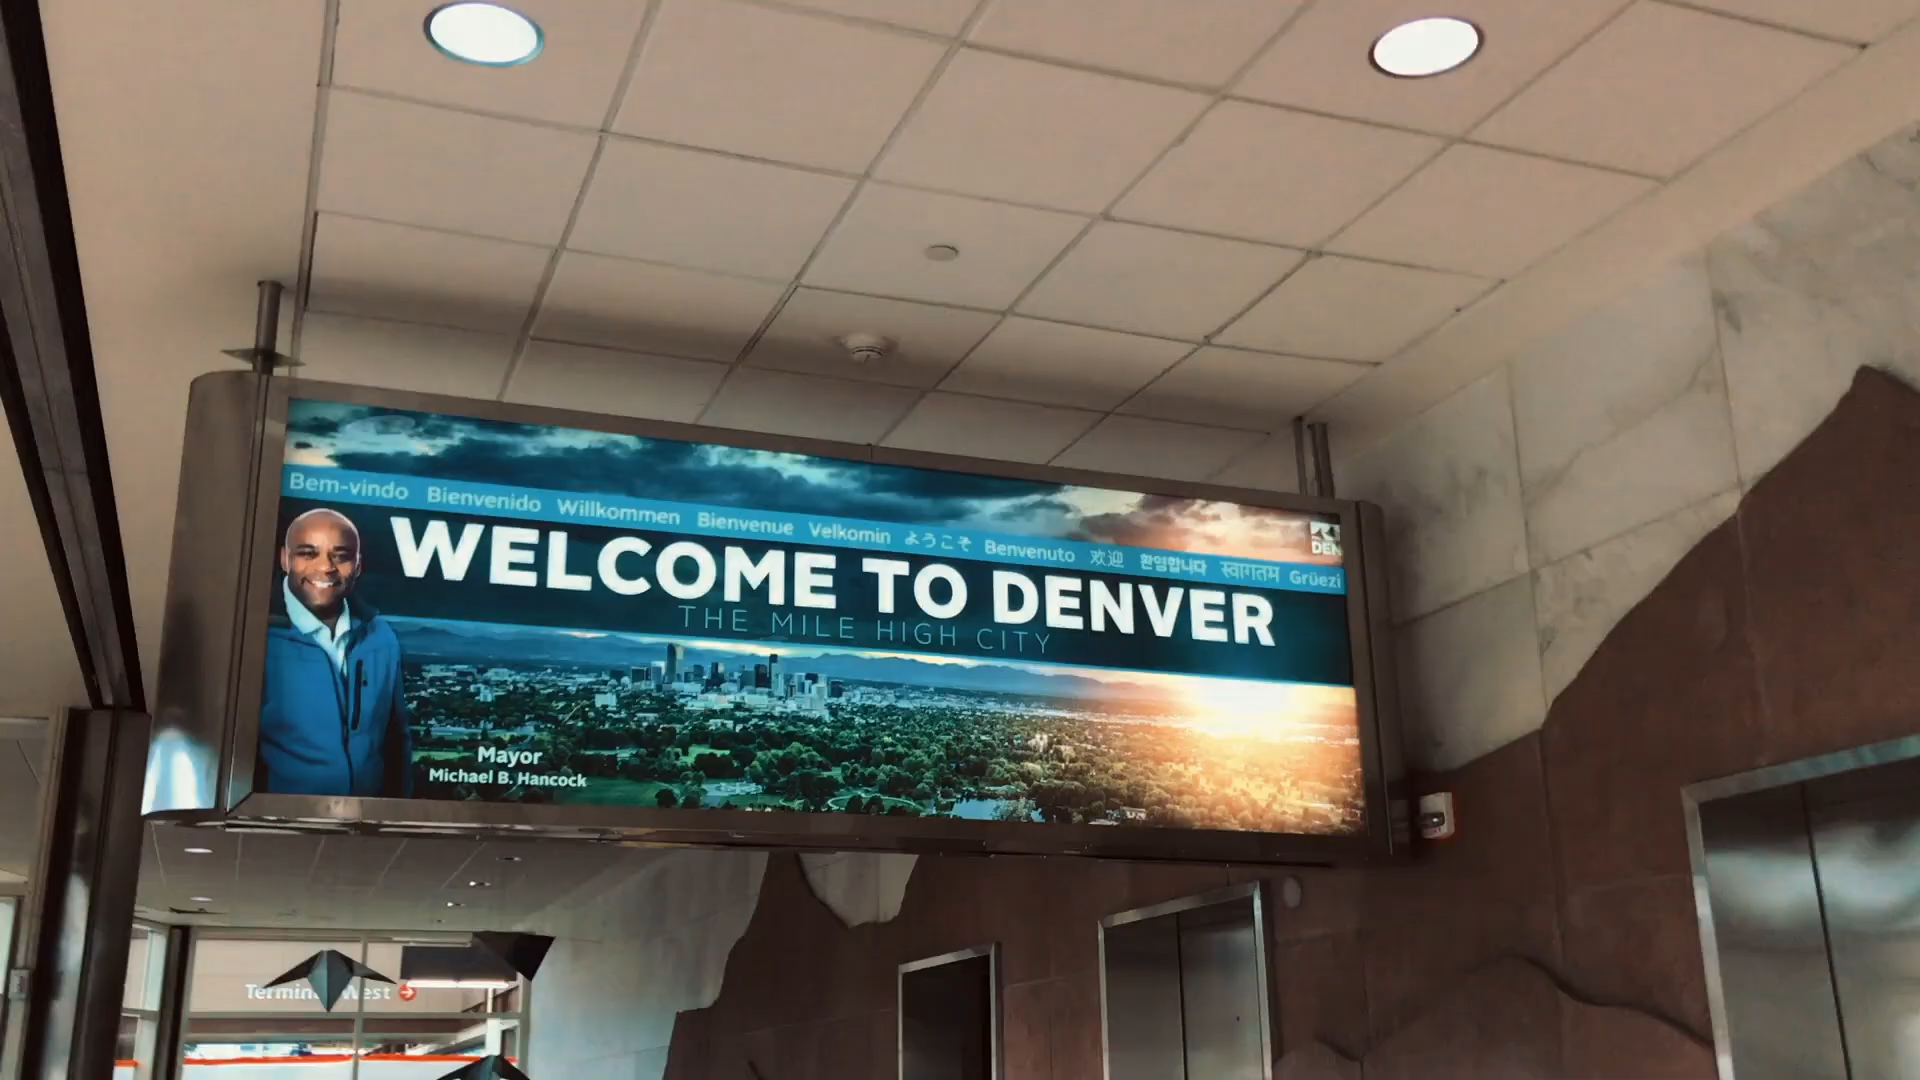 Bem-vindo Bienvenido Willkommen Bienvenue Velkomin ようこそ Benvenuto 欢迎 환영합니다 स्वागतम Grüezi
DEN
WELCOME TO DENVER
THE MILE HIGH CITY
Mayor
Michael B. Hancock
Terminal West